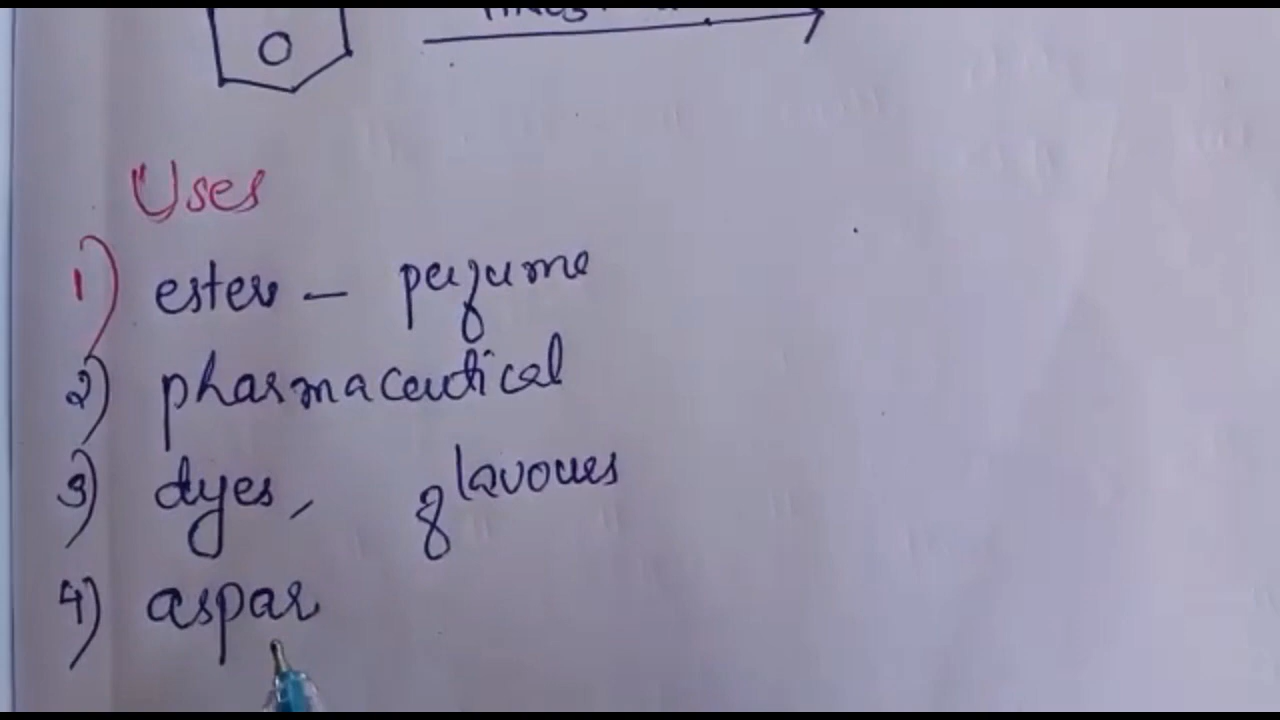 O
Uses
1) ester - perfume
2) pharmaceutical
3) dyes, flavours
4) aspar